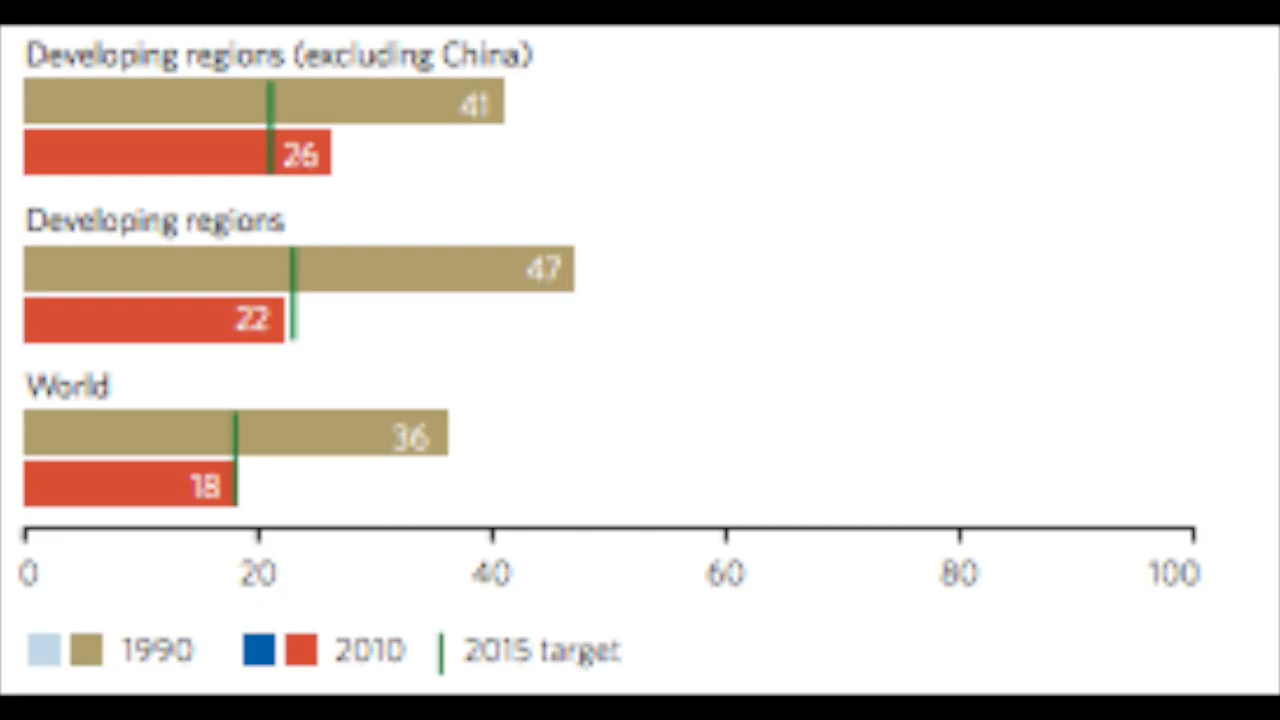 Developing regions (excluding China)
41
26
Developing regions
47
22
World
36
18
0 20 40 60 80 100
1990 2010 2015 target